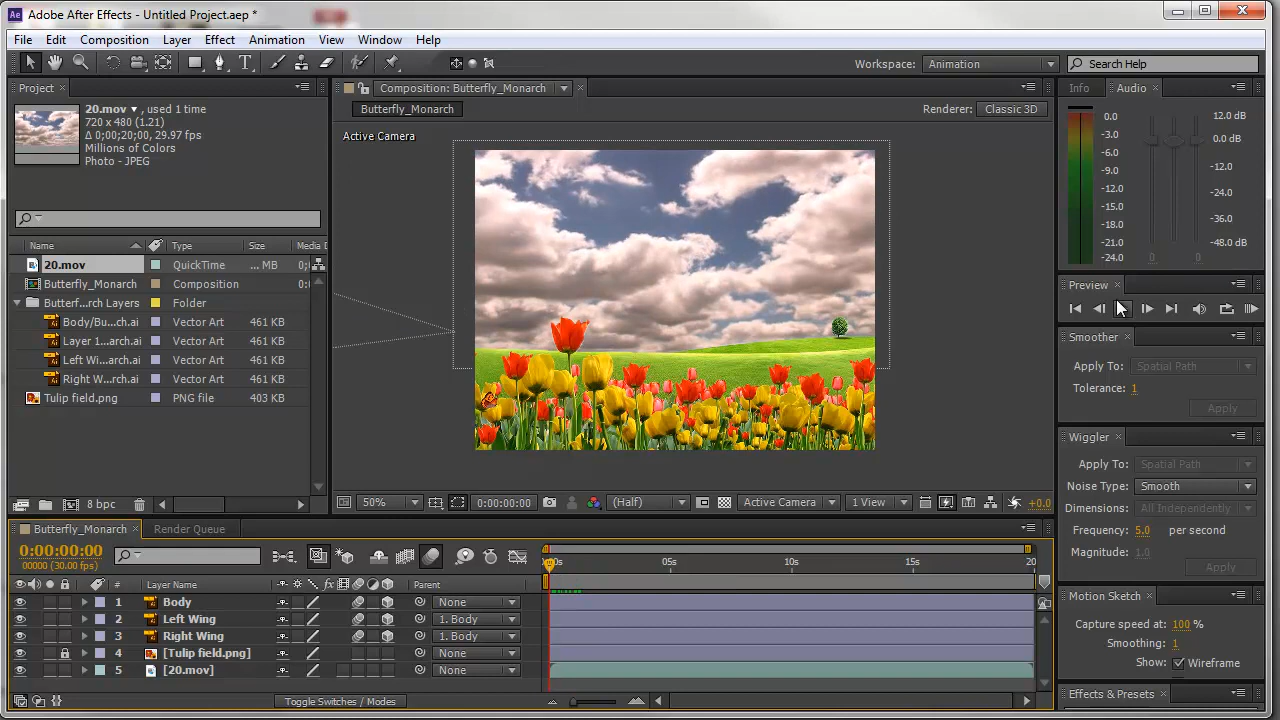 Adobe After Effects - Untitled Project.aep *
File Edit Composition Layer Effect Animation View Window Help
Workspace: Animation Search Help
Project
20.mov ▾ , used 1 time
720 x 480 (1.21)
Δ 0;00;20;00, 29.97 fps
Millions of Colors
Photo - JPEG
Name Type Size Media D
20.mov QuickTime ... MB 0;
Butterfly_Monarch Composition 0:
Butterf...rch Layers Folder
Body/Bu...ch.ai Vector Art 461 KB
Layer 1...rch.ai Vector Art 461 KB
Left Wi...arch.ai Vector Art 461 KB
Right W...rch.ai Vector Art 461 KB
Tulip field.png PNG file 403 KB
8 bpc
Composition: Butterfly_Monarch
Butterfly_Monarch
Renderer: Classic 3D
Active Camera
50% 0:00:00:00 (Half) Active Camera 1 View +0.0
Info Audio
0.0 12.0 dB
-3.0 0.0 dB
-6.0
-9.0 -12.0
-12.0
-15.0 -24.0
-18.0 -36.0
-21.0
-24.0 0 0 -48.0 dB
Preview
Smoother
Apply To: Spatial Path
Tolerance: 1
Apply
Wiggler
Apply To: Spatial Path
Noise Type: Smooth
Dimensions: All Independently
Frequency: 5.0 per second
Magnitude: 1.0
Apply
Motion Sketch
Capture speed at: 100 %
Smoothing: 1
Show: Wireframe
Effects & Presets
Butterfly_Monarch Render Queue
0:00:00:00
00000 (30.00 fps)
:00s 05s 10s 15s 20
# Layer Name fx Parent
1 Body None
2 Left Wing 1. Body
3 Right Wing 1. Body
4 [Tulip field.png] None
5 [20.mov] None
Toggle Switches / Modes